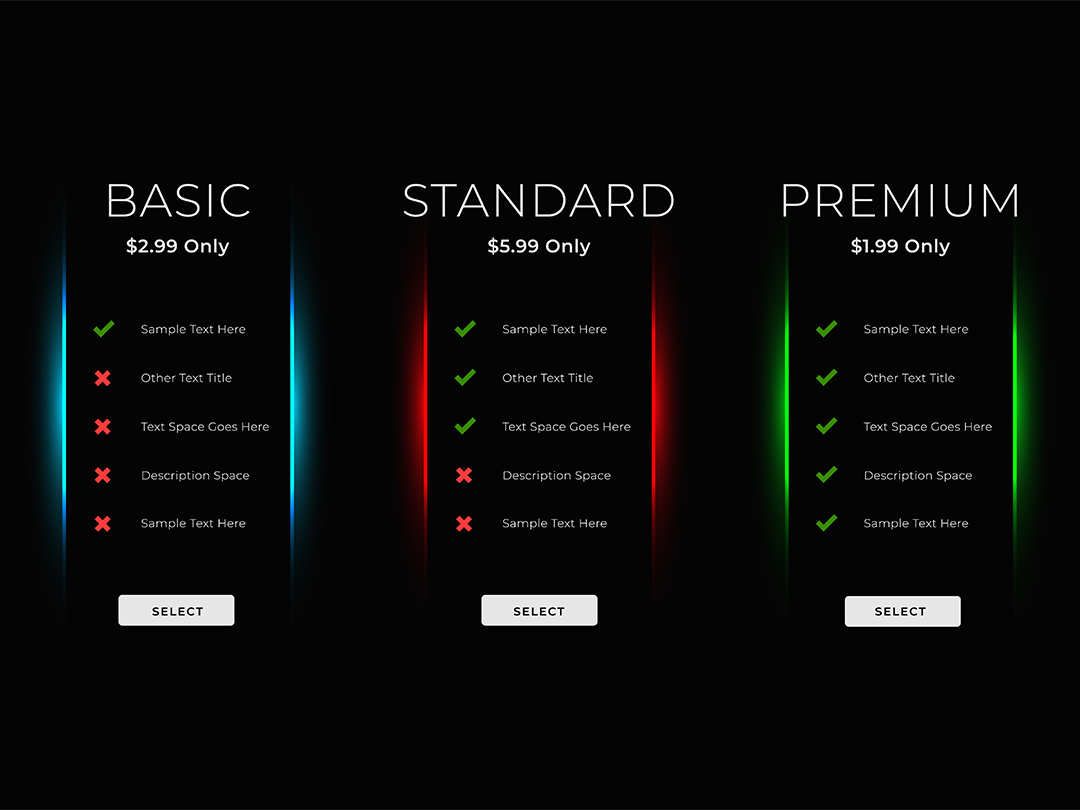 BASIC
$2.99 Only
Sample Text Here
Other Text Title
Text Space Goes Here
Description Space
Sample Text Here
SELECT
STANDARD
$5.99 Only
Sample Text Here
Other Text Title
Text Space Goes Here
Description Space
Sample Text Here
SELECT
PREMIUM
$1.99 Only
Sample Text Here
Other Text Title
Text Space Goes Here
Description Space
Sample Text Here
SELECT